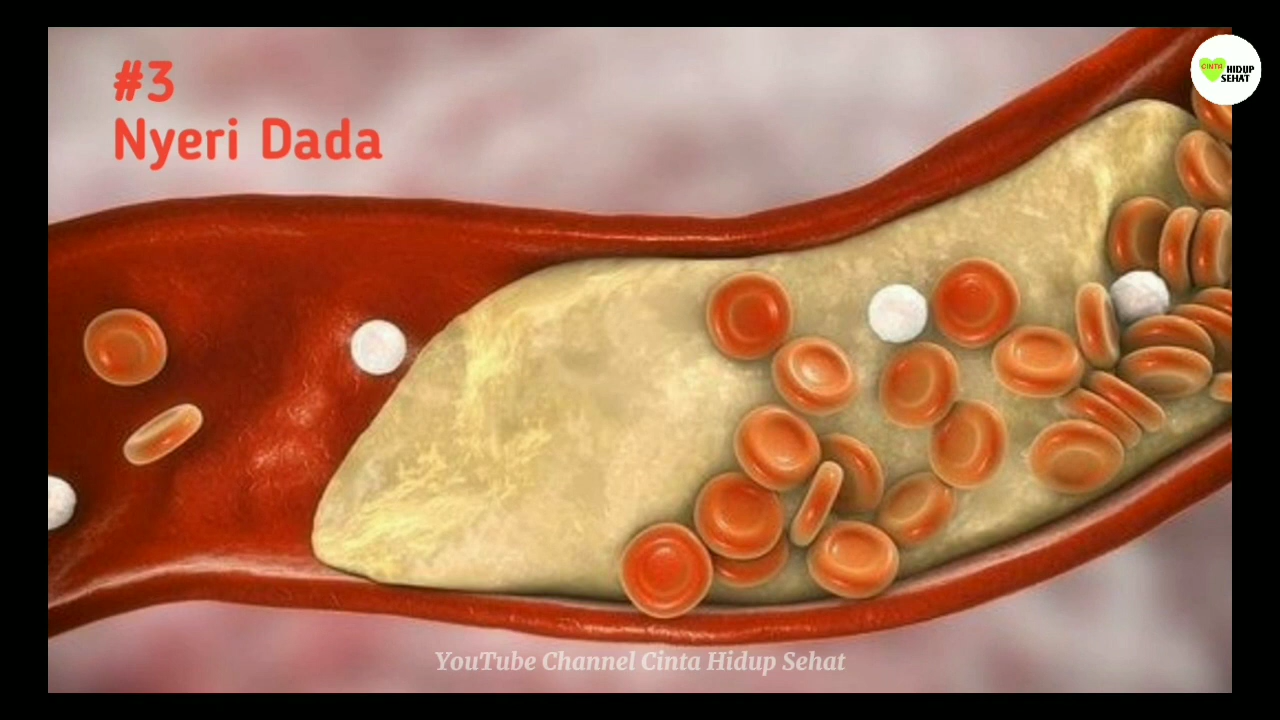 #3
Nyeri Dada
CINTA HIDUP
SEHAT
YouTube Channel Cinta Hidup Sehat